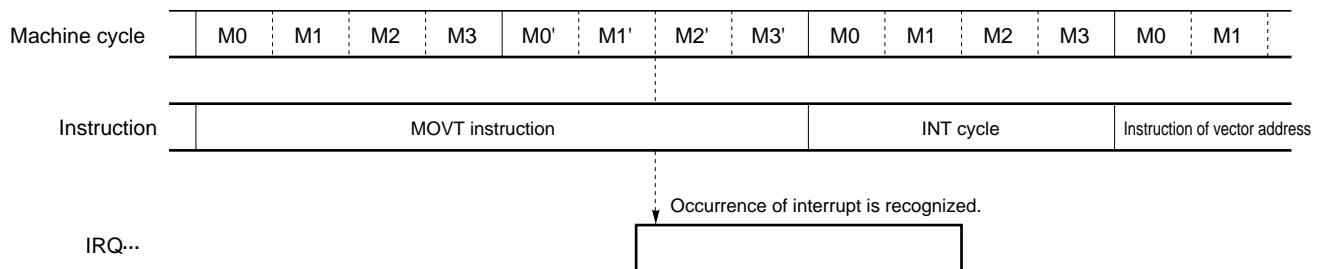 Machine cycle M0 M1 M2 M3 M0' M1' M2' M3' M0 M1 M2 M3 M0 M1
Instruction MOVT instruction INT cycle Instruction of vector address
Occurrence of interrupt is recognized.
IRQ···